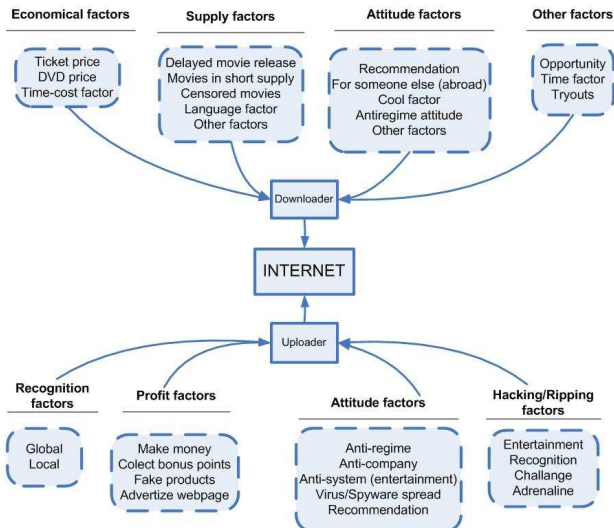 Economical factors
Supply factors
Attitude factors
Other factors
Ticket price
DVD price
Time-cost factor
Delayed movie release
Movies in short supply
Censored movies
Language factor
Other factors
Recommendation
For someone else (abroad)
Cool factor
Antiregime attitude
Other factors
Opportunity
Time factor
Tryouts
Downloader
INTERNET
Uploader
Recognition
factors
Profit factors
Attitude factors
Hacking/Ripping
factors
Global
Local
Make money
Colect bonus points
Fake products
Advertize webpage
Anti-regime
Anti-company
Anti-system (entertainment)
Virus/Spyware spread
Recommendation
Entertainment
Recognition
Challange
Adrenaline